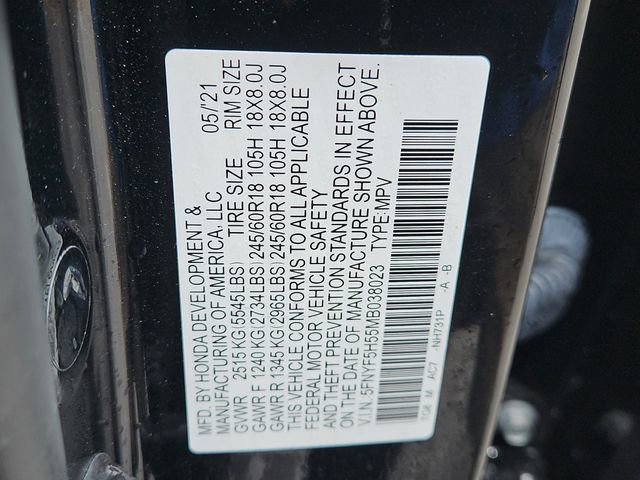 MFD. BY HONDA DEVELOPMENT &
MANUFACTURING OF AMERICA, LLC 05/'21
GVWR 2515 KG(5545LBS) TIRE SIZE RIM SIZE
GAWR F 1240 KG(2734LBS) 245/60R18 105H 18X8.0J
GAWR R 1345 KG(2965LBS) 245/60R18 105H 18X8.0J
THIS VEHICLE CONFORMS TO ALL APPLICABLE
FEDERAL MOTOR VEHICLE SAFETY
AND THEFT PREVENTION STANDARDS IN EFFECT
ON THE DATE OF MANUFACTURE SHOWN ABOVE.
V.I.N.:5FNYF5H55MB038023 TYPE:MPV
TG8 M AC7 -NH731P -A -B